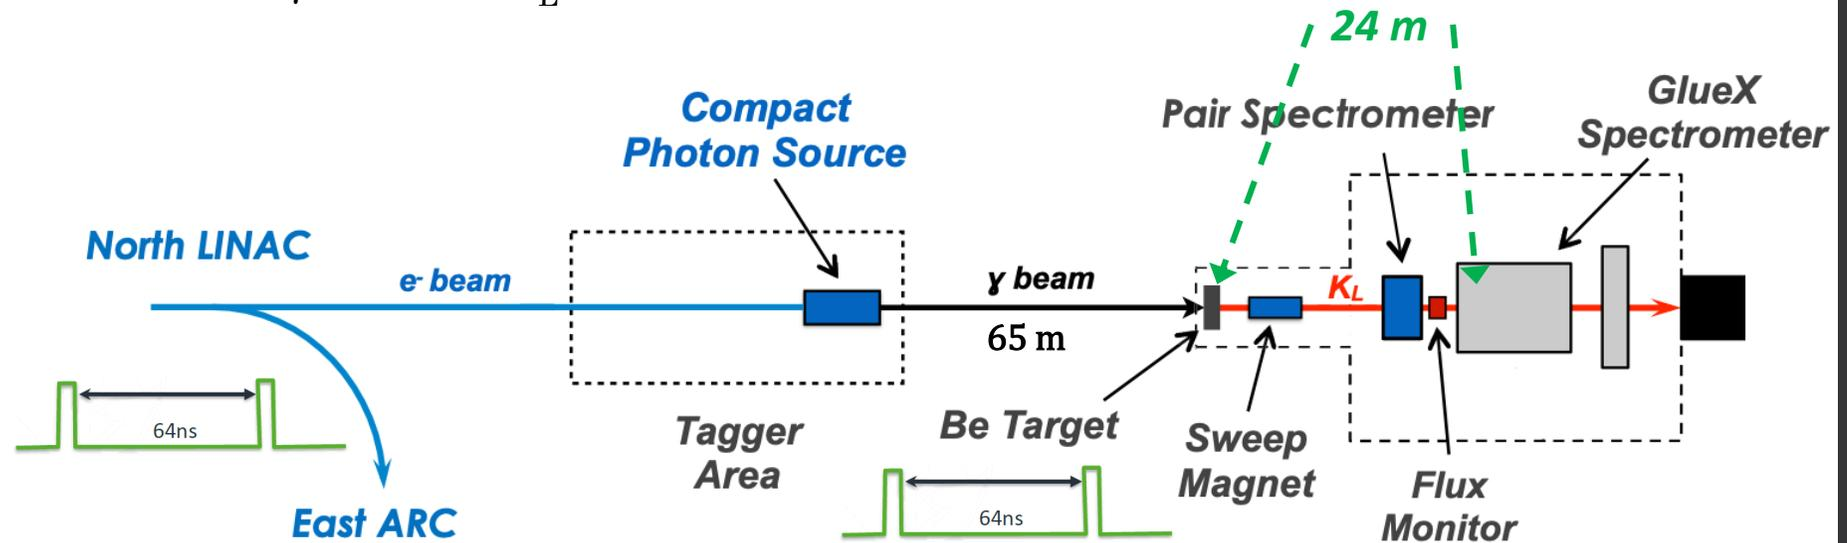 L
24 m
GlueX
Spectrometer
Pair Spectrometer
Compact
Photon Source
North LINAC
e- beam
γ beam
65 m
KL
64ns
Tagger
Area
Be Target
Sweep
Magnet
Flux
Monitor
64ns
East ARC